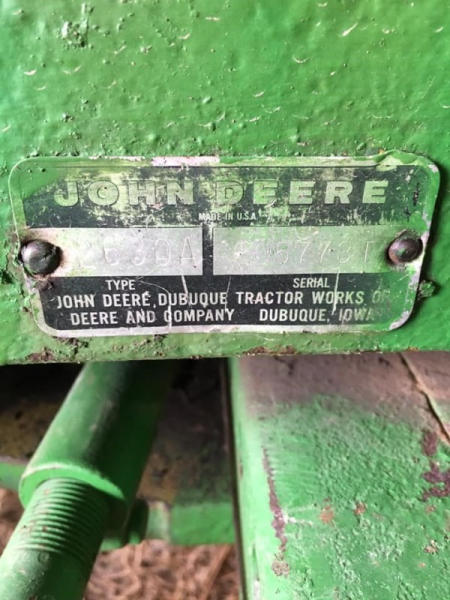 JOHN DEERE
MADE IN U.S.A.
TYPE SERIAL
JOHN DEERE, DUBUQUE TRACTOR WORKS OF
DEERE AND COMPANY DUBUQUE, IOWA